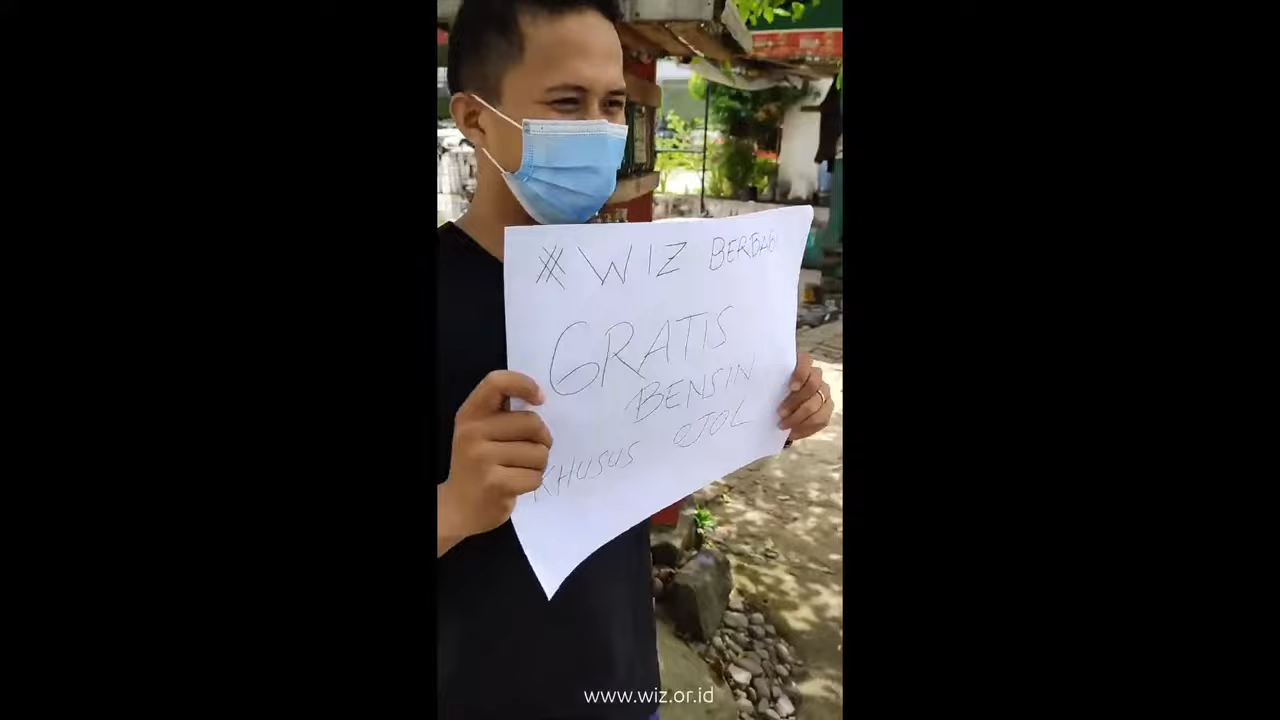 # WIZ BERBAGI
GRATIS
BENSIN
KHUSUS OJOL
www.wiz.or.id